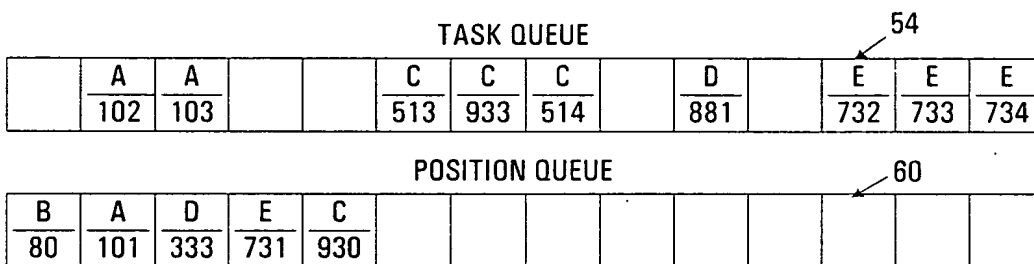 TASK QUEUE
54
A A C C C D E E E
102 103 513 933 514 881 732 733 734
POSITION QUEUE
60
B A D E C
80 101 333 731 930